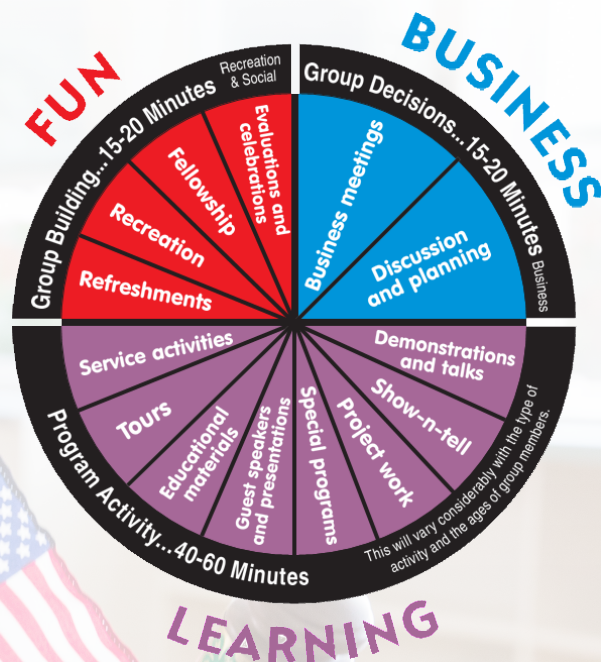 FUN
Group Building...15-20 Minutes
Recreation
& Social
Evaluations and
celebrations
Fellowship
Recreation
Refreshments
BUSINESS
Group Decisions...15-20 Minutes
Business
Business meetings
Discussion
and planning
Demonstrations
and talks
Show-n-tell
Project work
Special programs
Guest speakers
and presentations
Educational
materials
Tours
Service activities
Program Activity...40-60 Minutes
This will vary considerably with the type of
activity and the ages of group members.
LEARNING